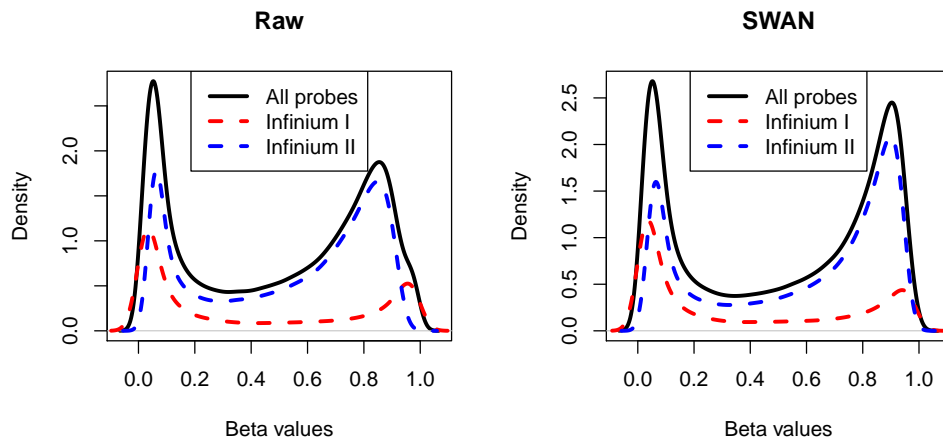 Raw
SWAN
All probes
Infinium I
Infinium II
All probes
Infinium I
Infinium II
Density
0.0
1.0
2.0
Density
0.0
0.5
1.0
1.5
2.0
2.5
0.0 0.2 0.4 0.6 0.8 1.0
0.0 0.2 0.4 0.6 0.8 1.0
Beta values
Beta values